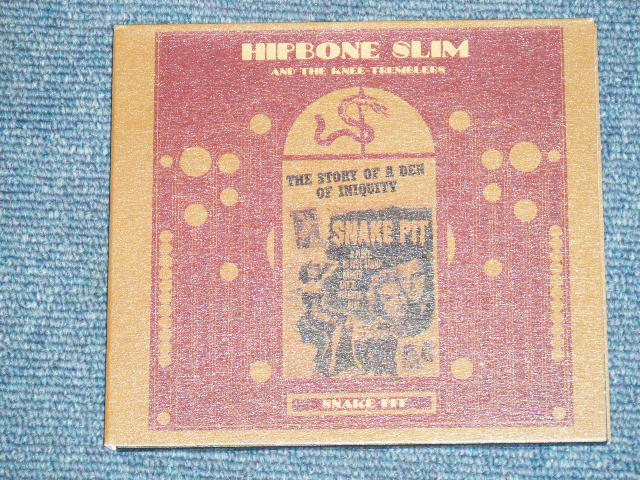 HIPBONE SLIM
AND THE KNEE-TREMBLERS
THE STORY OF A DEN
OF INIQUITY
SNAKE PIT
SNAKE PIT